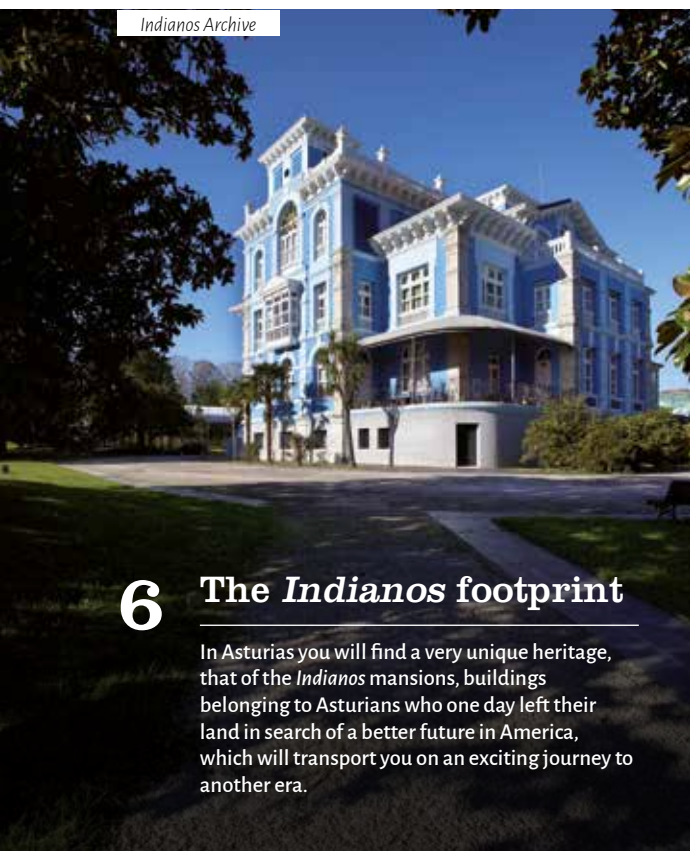 Indianos Archive
6
The Indianos footprint
In Asturias you will find a very unique heritage,
that of the Indianos mansions, buildings
belonging to Asturians who one day left their
land in search of a better future in America,
which will transport you on an exciting journey to
another era.